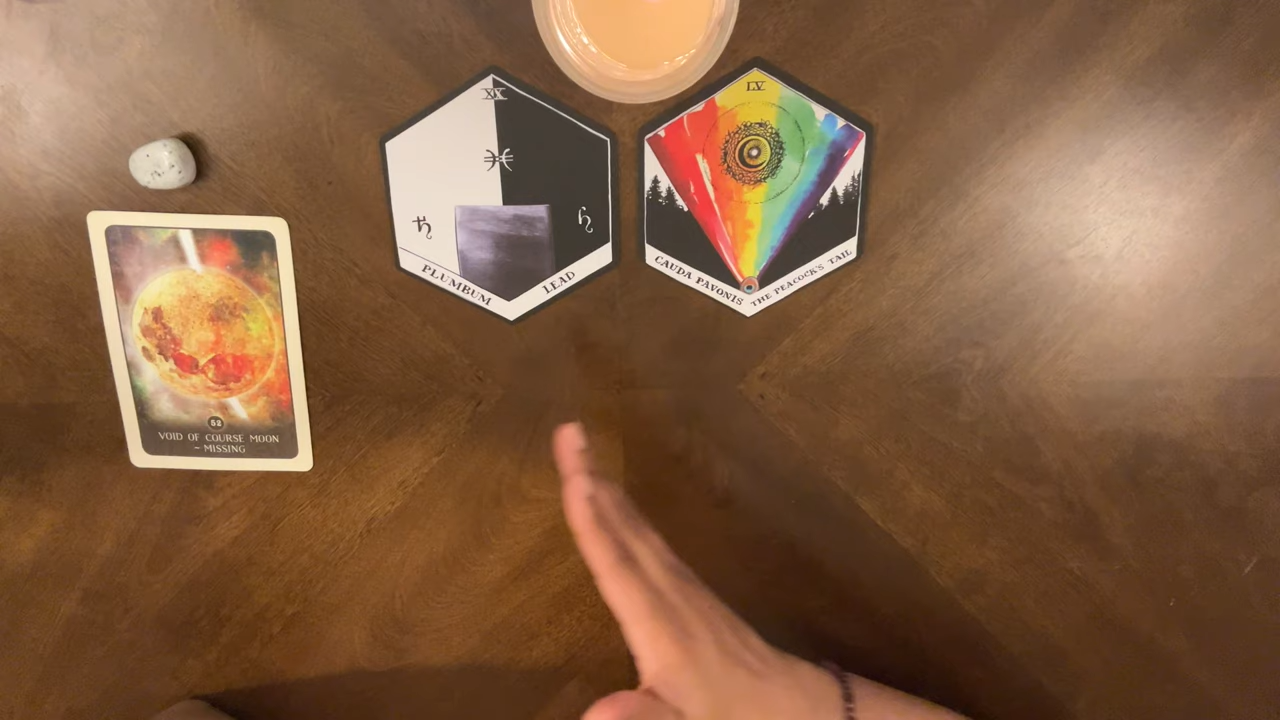 XX
PLUMBUM LEAD
LV
CAUDA PAVONIS THE PEACOCK'S TAIL
52
VOID OF COURSE MOON
~ MISSING